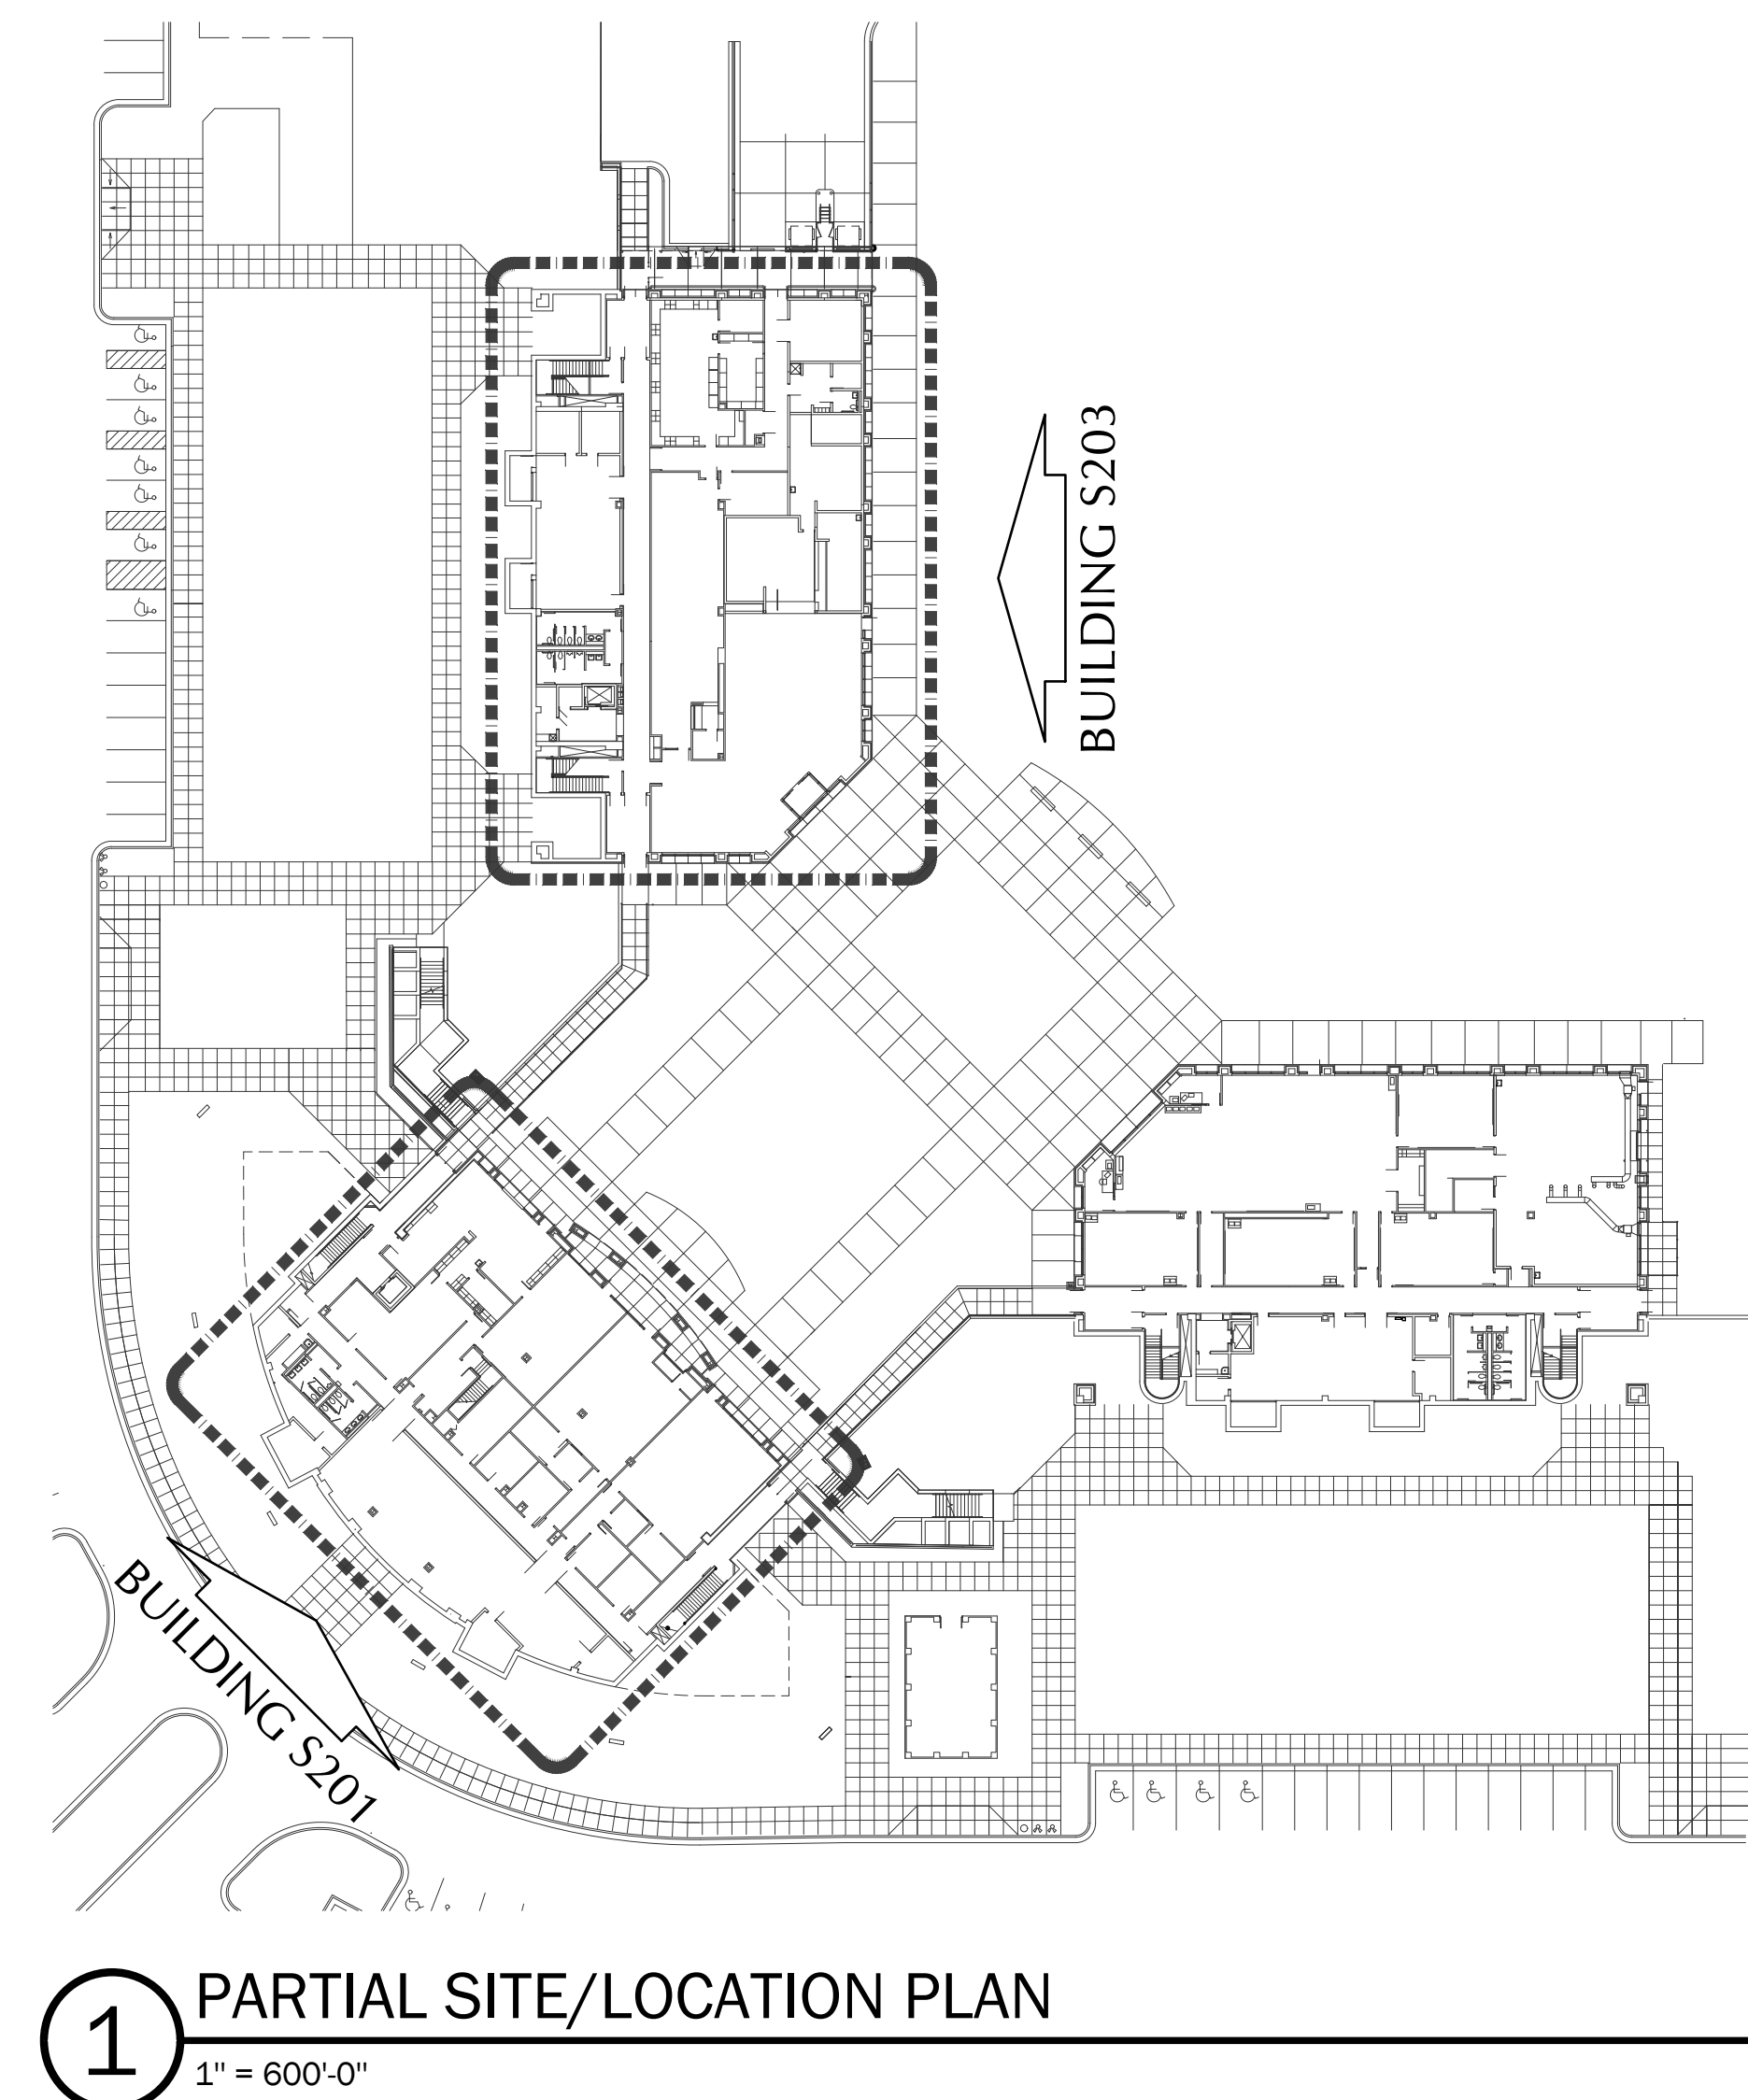 BUILDING S203
BUILDING S201
1
PARTIAL SITE/LOCATION PLAN
1" = 600'-0"